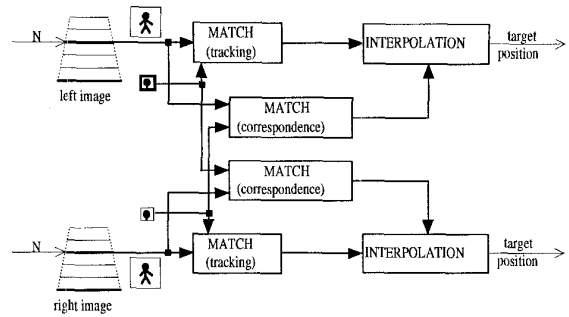 N
left image
MATCH
(tracking)
INTERPOLATION
target
position
MATCH
(correspondence)
MATCH
(correspondence)
N
right image
MATCH
(tracking)
INTERPOLATION
target
position